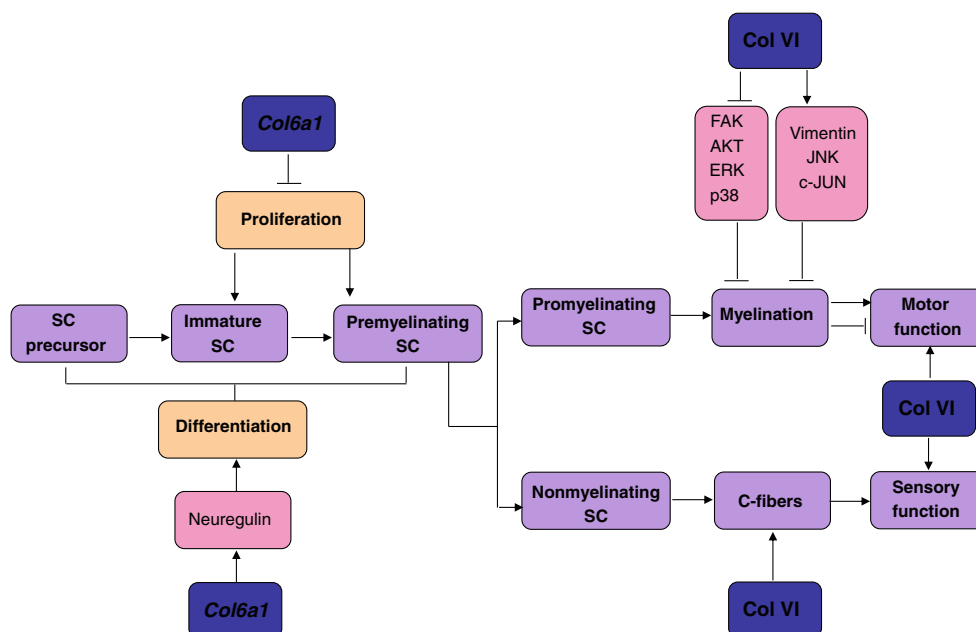 Col VI
Col6a1
FAK
AKT
ERK
p38
Vimentin
JNK
c-JUN
Proliferation
SC
precursor
Immature
SC
Premyelinating
SC
Promyelinating
SC
Myelination
Motor
function
Col VI
Differentiation
Nonmyelinating
SC
C-fibers
Sensory
function
Neuregulin
Col6a1
Col VI